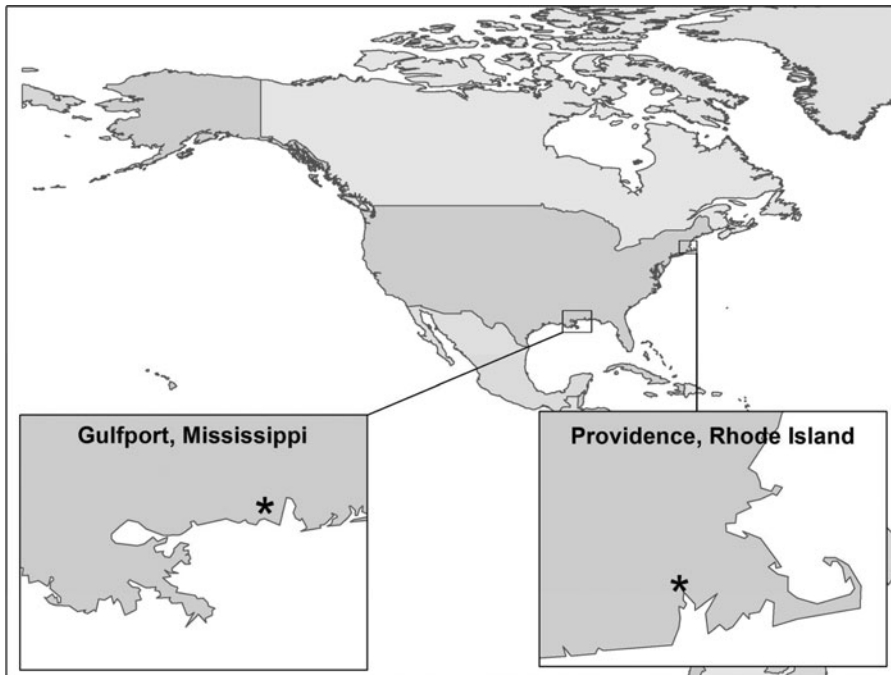 Gulfport, Mississippi
*
Providence, Rhode Island
*